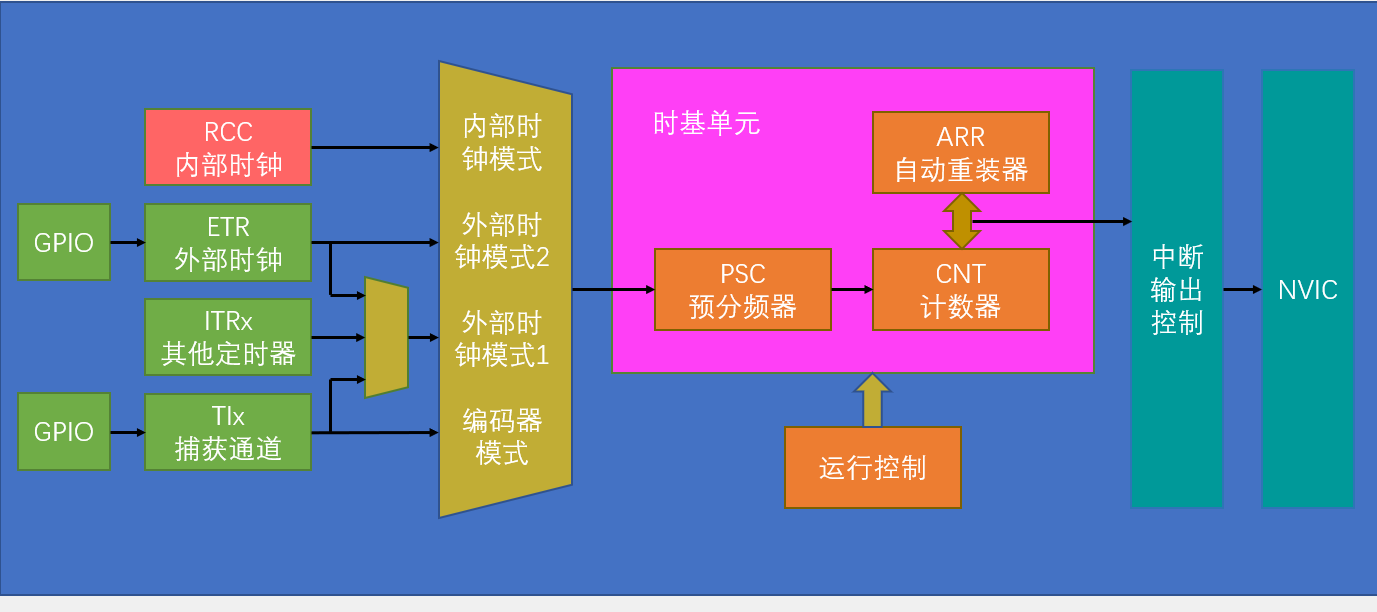 RCC
内部时钟
GPIO
ETR
外部时钟
ITRx
其他定时器
GPIO
TIx
捕获通道
内部时
钟模式
外部时
钟模式2
外部时
钟模式1
编码器
模式
时基单元
ARR
自动重装器
PSC
预分频器
CNT
计数器
运行控制
中断
输出
控制
NVIC